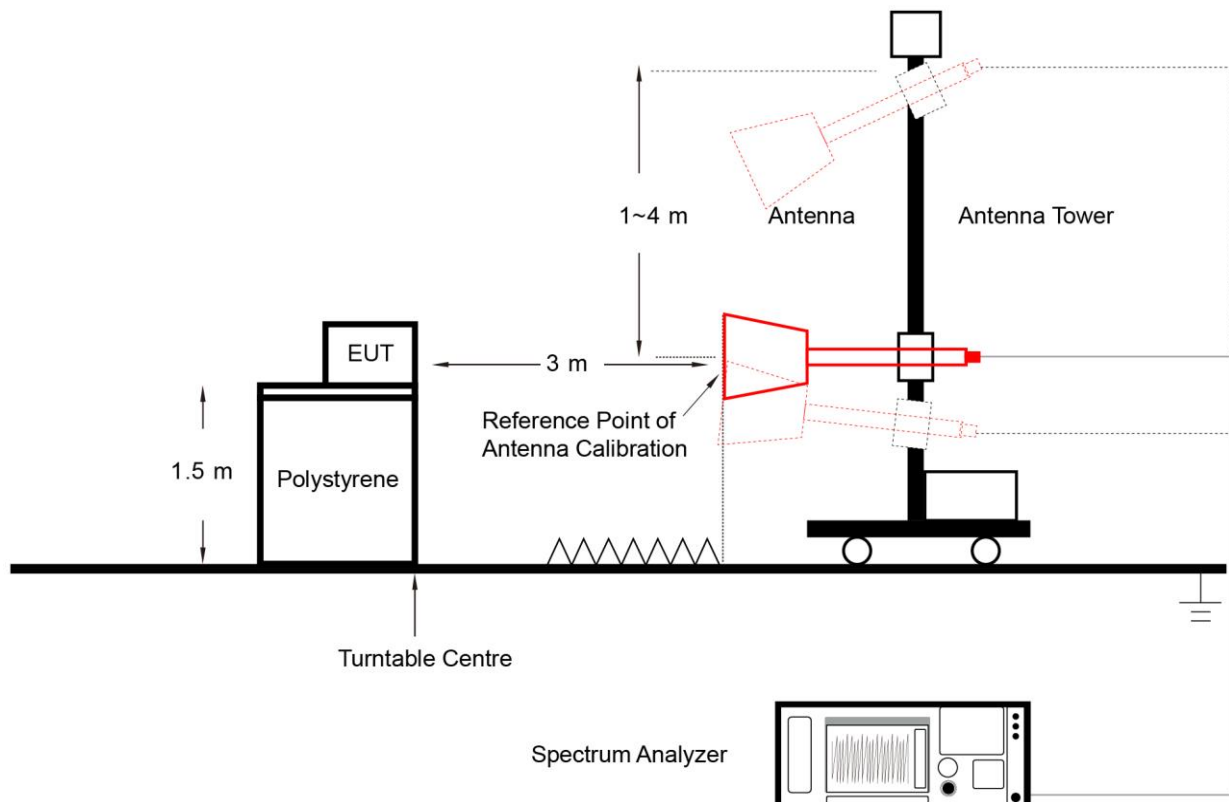 1~4 m
Antenna
Antenna Tower
EUT
3 m
Reference Point of
Antenna Calibration
1.5 m
Polystyrene
Turntable Centre
Spectrum Analyzer